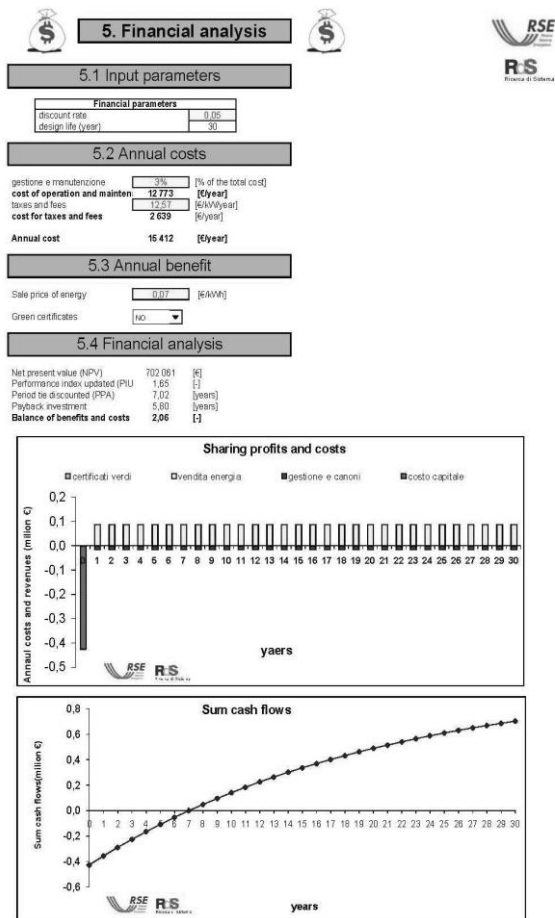 5. Financial analysis
RSE
RdS
Ricerca di Sistema
5.1 Input parameters
Financial parameters
discount rate 0,05
design life (year) 30
5.2 Annual costs
gestione e manutenzione 3% [% of the total cost]
cost of operation and mainten 12 773 [€/year]
taxes and fees 12,57 [€/kW/year]
cost for taxes and fees 2 639 [€/year]
Annual cost 15 412 [€/year]
5.3 Annual benefit
Sale price of energy 0,07 [€/kWh]
Green certificates NO
5.4 Financial analysis
Net present value (NPV) 702 061 [€]
Performance index updated (PIU 1,65 [-]
Period tie discounted (PPA) 7,02 [years]
Payback investment 5,80 [years]
Balance of benefits and costs 2,06 [-]
Sharing profits and costs
certificati verdi vendita energia gestione e canoni costo capitale
Annaul costs and revenues (milion €)
0,2
0,1
0,0
-0,1
-0,2
-0,3
-0,4
-0,5
0 1 2 3 4 5 6 7 8 9 10 11 12 13 14 15 16 17 18 19 20 21 22 23 24 25 26 27 28 29 30
yaers
RSE RdS
Sum cash flows
Sum cash flows(milion €)
0,8
0,6
0,4
0,2
0,0
-0,2
-0,4
-0,6
0 1 2 3 4 5 6 7 8 9 10 11 12 13 14 15 16 17 18 19 20 21 22 23 24 25 26 27 28 29 30
years
RSE RdS